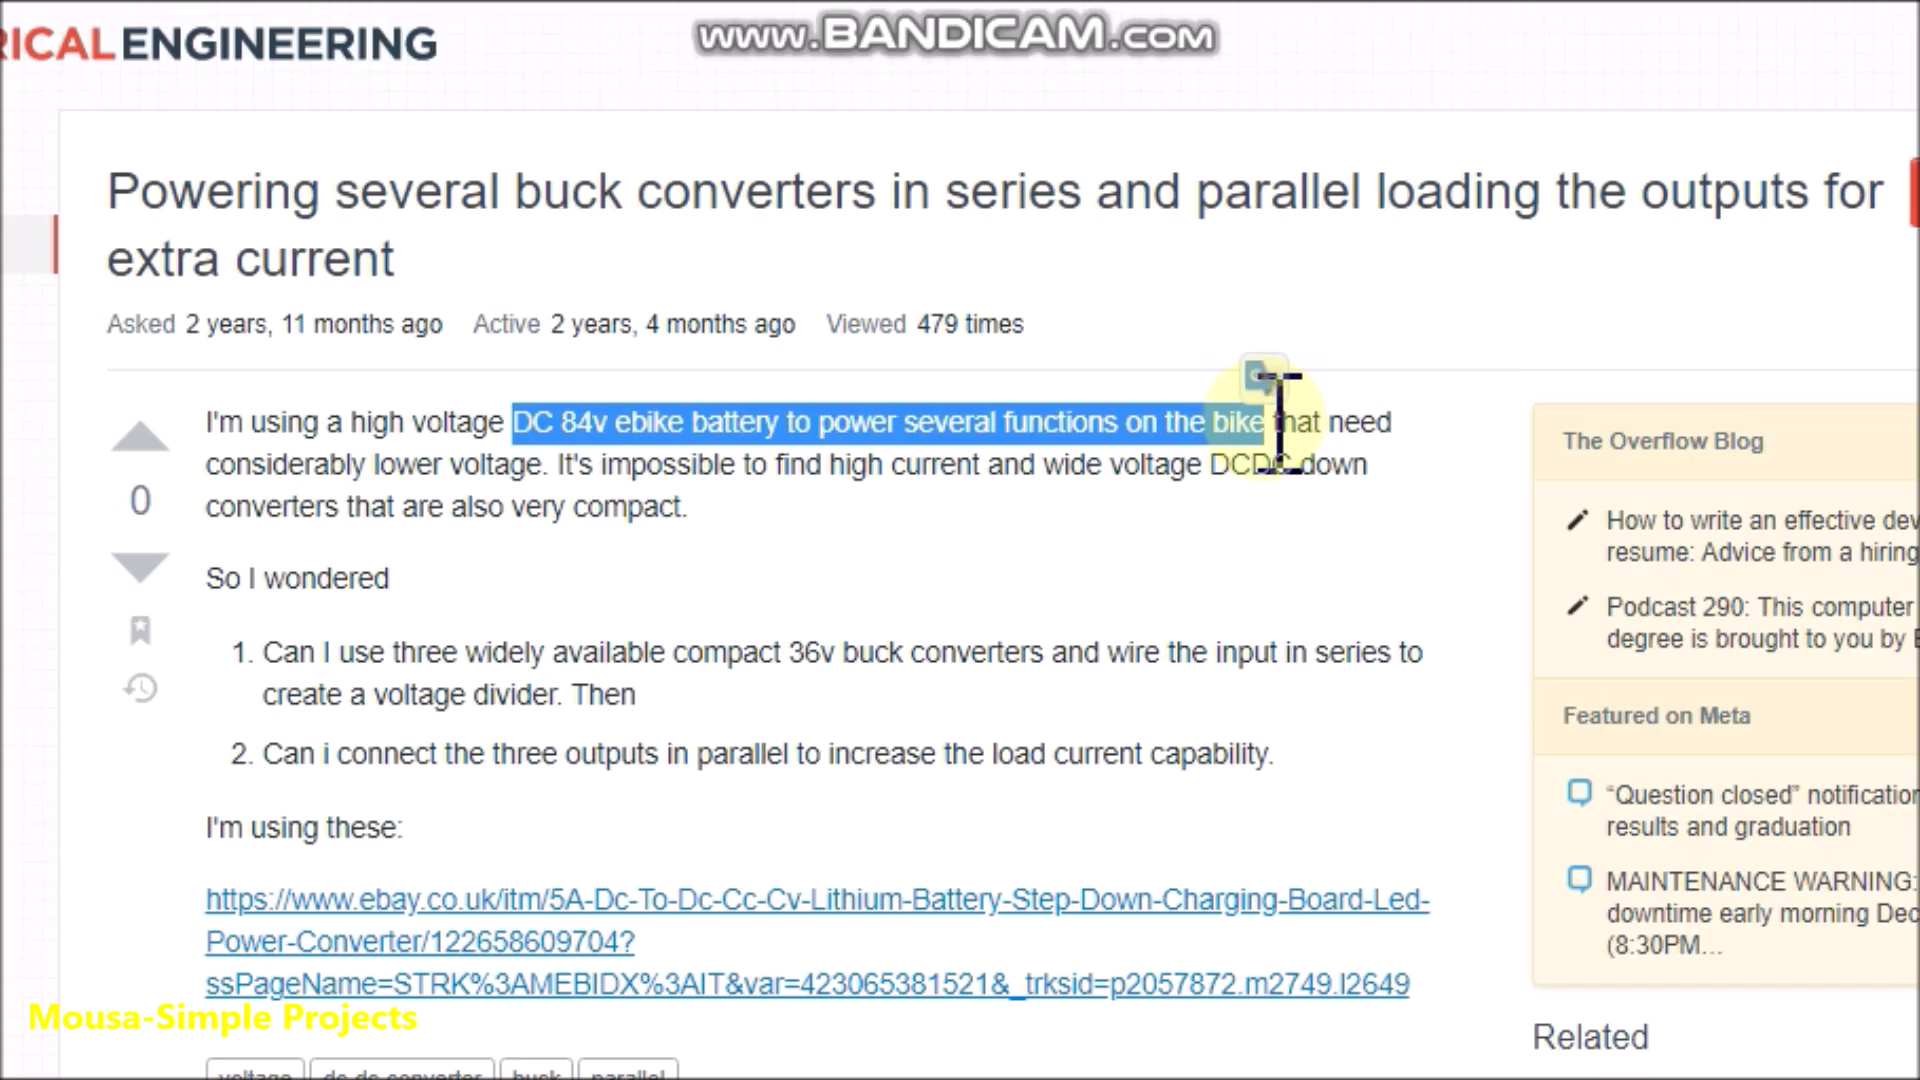 www.BANDICAM.com
RICAL ENGINEERING
Powering several buck converters in series and parallel loading the outputs for
extra current
Asked 2 years, 11 months ago Active 2 years, 4 months ago Viewed 479 times
I'm using a high voltage DC 84v ebike battery to power several functions on the bike that need
considerably lower voltage. It's impossible to find high current and wide voltage DCDC down
converters that are also very compact.
0
So I wondered
1. Can I use three widely available compact 36v buck converters and wire the input in series to
create a voltage divider. Then
2. Can i connect the three outputs in parallel to increase the load current capability.
I'm using these:
https://www.ebay.co.uk/itm/5A-Dc-To-Dc-Cc-Cv-Lithium-Battery-Step-Down-Charging-Board-Led-
Power-Converter/122658609704?
ssPageName=STRK%3AMEBIDX%3AIT&var=423065381521&_trksid=p2057872.m2749.l2649
Mousa-Simple Projects
voltage dc-dc-converter buck parallel
The Overflow Blog
How to write an effective dev
resume: Advice from a hiring
Podcast 290: This computer
degree is brought to you by
Featured on Meta
“Question closed” notification
results and graduation
MAINTENANCE WARNING:
downtime early morning Dec
(8:30PM...
Related